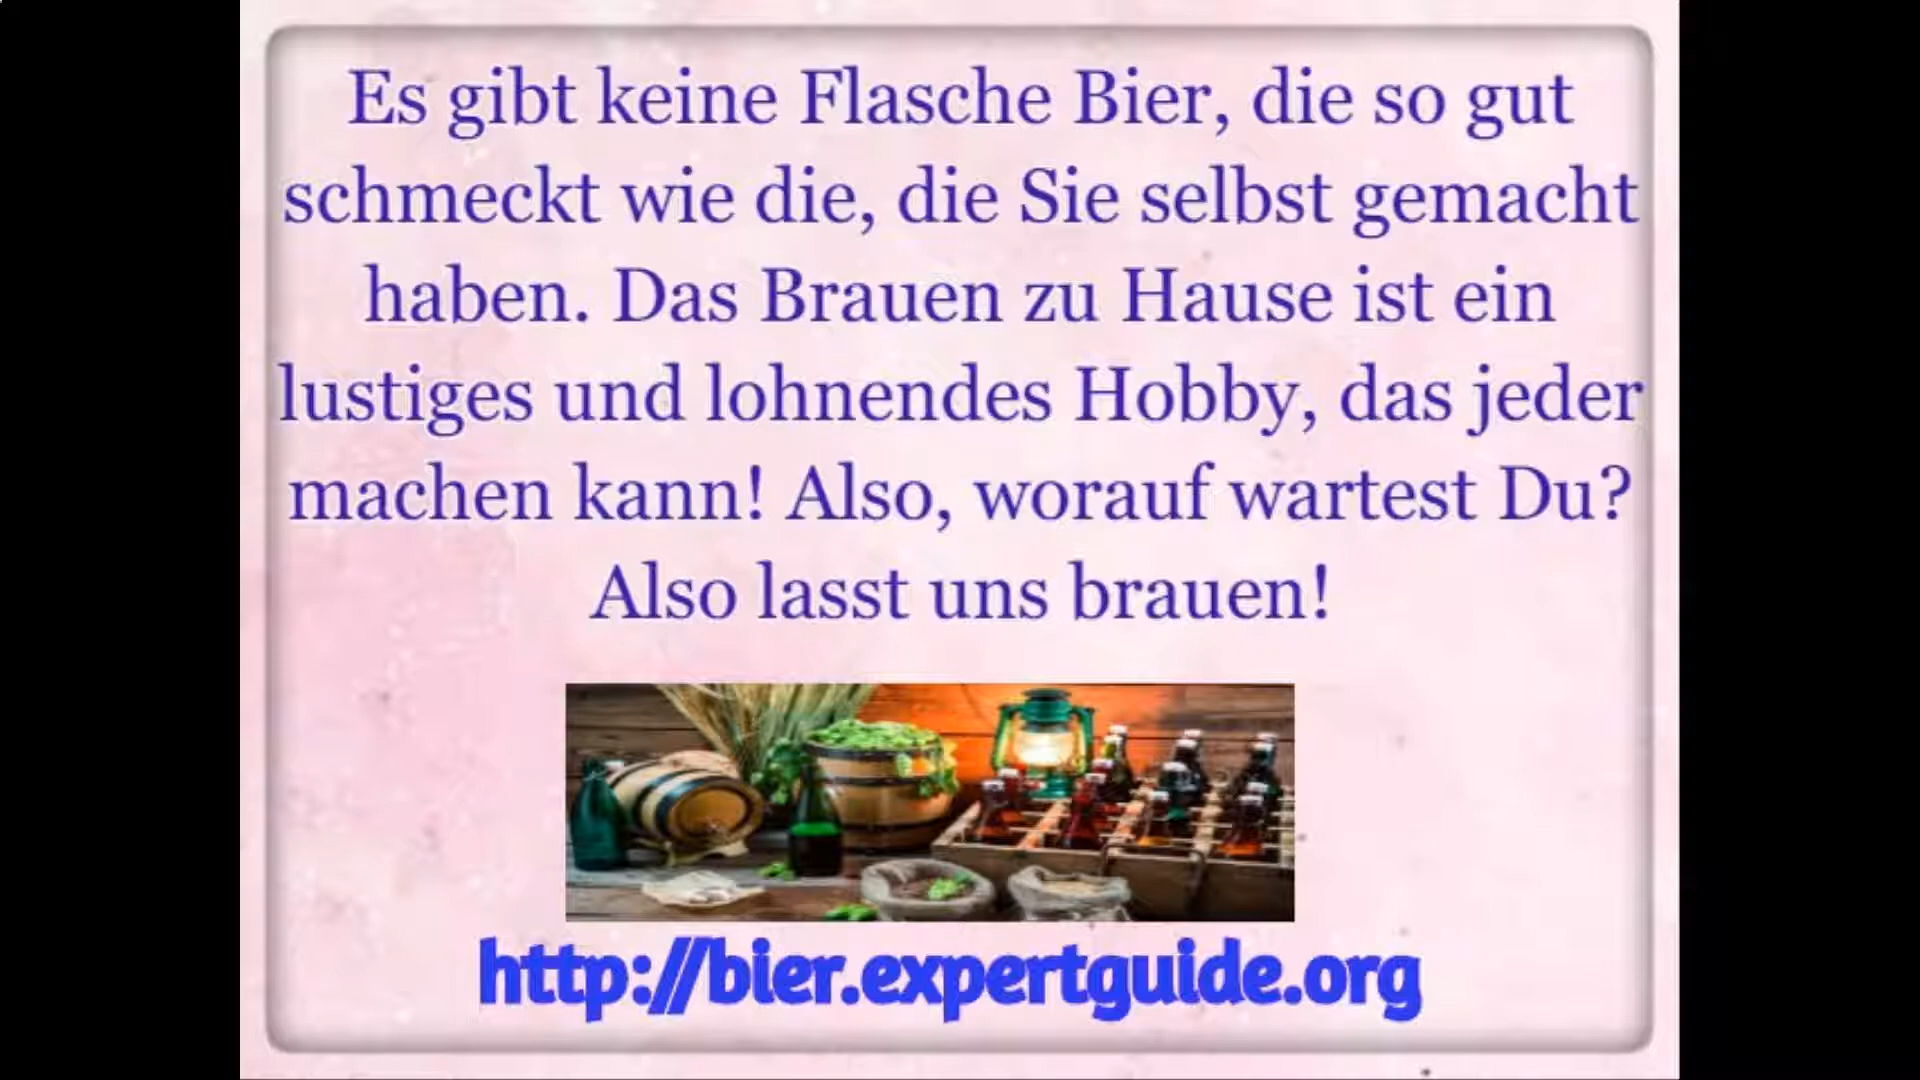 Es gibt keine Flasche Bier, die so gut
schmeckt wie die, die Sie selbst gemacht
haben. Das Brauen zu Hause ist ein
lustiges und lohnendes Hobby, das jeder
machen kann! Also, worauf wartest Du?
Also lasst uns brauen!
http://bier.expertguide.org